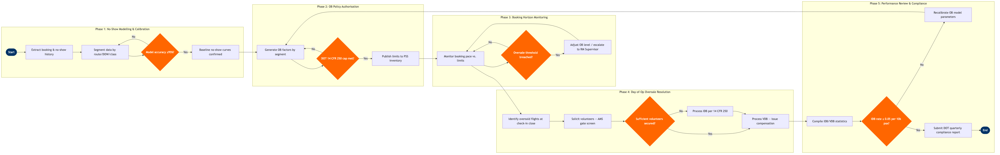 Phase 1: No-Show Modelling & Calibration
Start
Extract booking & no-show
history
Segment data by
route/DOW/class
No
Model accuracy ≥95%?
Yes
Baseline no-show curves
confirmed
Phase 2: OB Policy Authorisation
Generate OB factors by
segment
No
DOT 14 CFR 250 cap met?
Yes
Publish limits to PSS
inventory
Phase 3: Booking Horizon Monitoring
Monitor booking pace vs.
limits
No
Oversale threshold
breached?
Yes
Adjust OB level / escalate
to RM Supervisor
Phase 4: Day-of-Op Oversale Resolution
Identify oversold flights at
check-in close
Solicit volunteers — AMS
gate screen
Sufficient volunteers
secured?
No
Process IDB per 14 CFR 250
Yes
Process VDB — issue
compensation
Phase 5: Performance Review & Compliance
Compile IDB/VDB statistics
IDB rate ≤ 0.05 per 10k
pax?
No
Recalibrate OB model
parameters
Yes
Submit DOT quarterly
compliance report
End